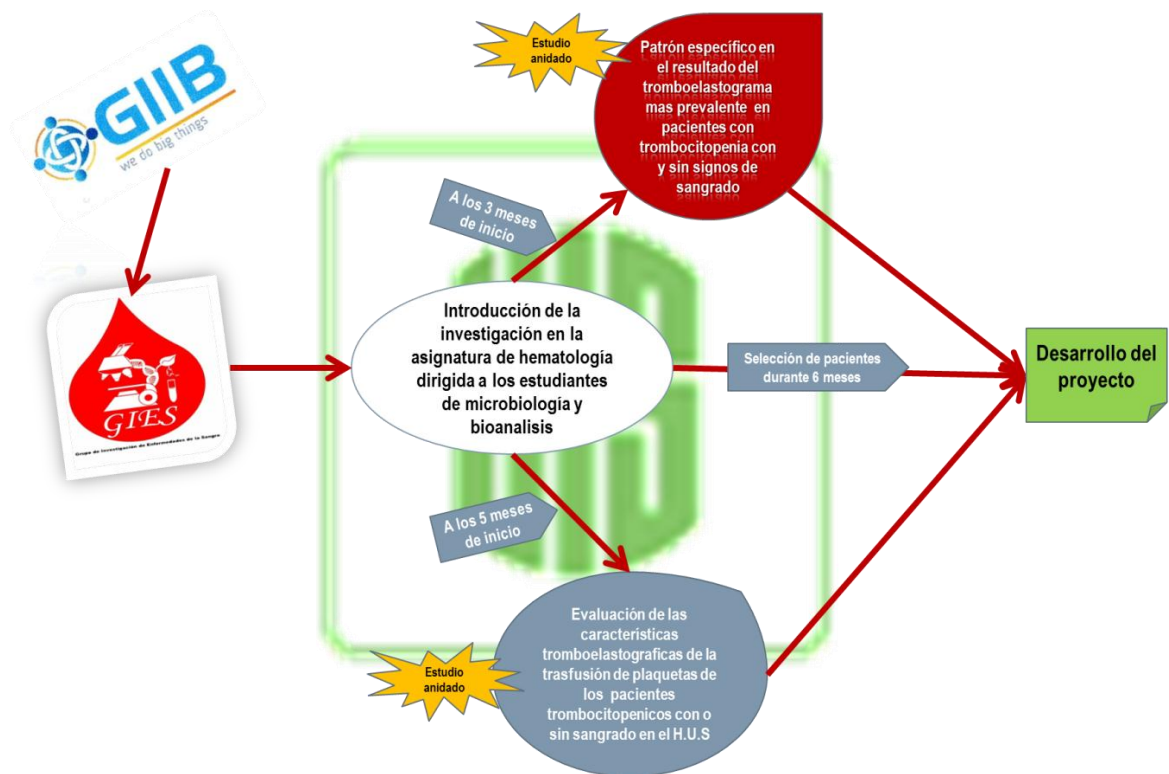 GIIB
we do big things
Estudio
anidado
Patrón específico en
el resultado del
tromboelastograma
mas prevalente en
pacientes con
trombocitopenia con
y sin signos de
sangrado
A los 3 meses
de inicio
GIES
Grupo de Investigación de Enfermedades de la Sangre
Introducción de la
investigación en la
asignatura de hematología
dirigida a los estudiantes
de microbiología y
bioanalisis
Selección de pacientes
durante 6 meses
Desarrollo del
proyecto
A los 5 meses
de inicio
Estudio
anidado
Evaluación de las
características
tromboelastograficas de la
trasfusión de plaquetas de
los pacientes
trombocitopenicos con o
sin sangrado en el H.U.S